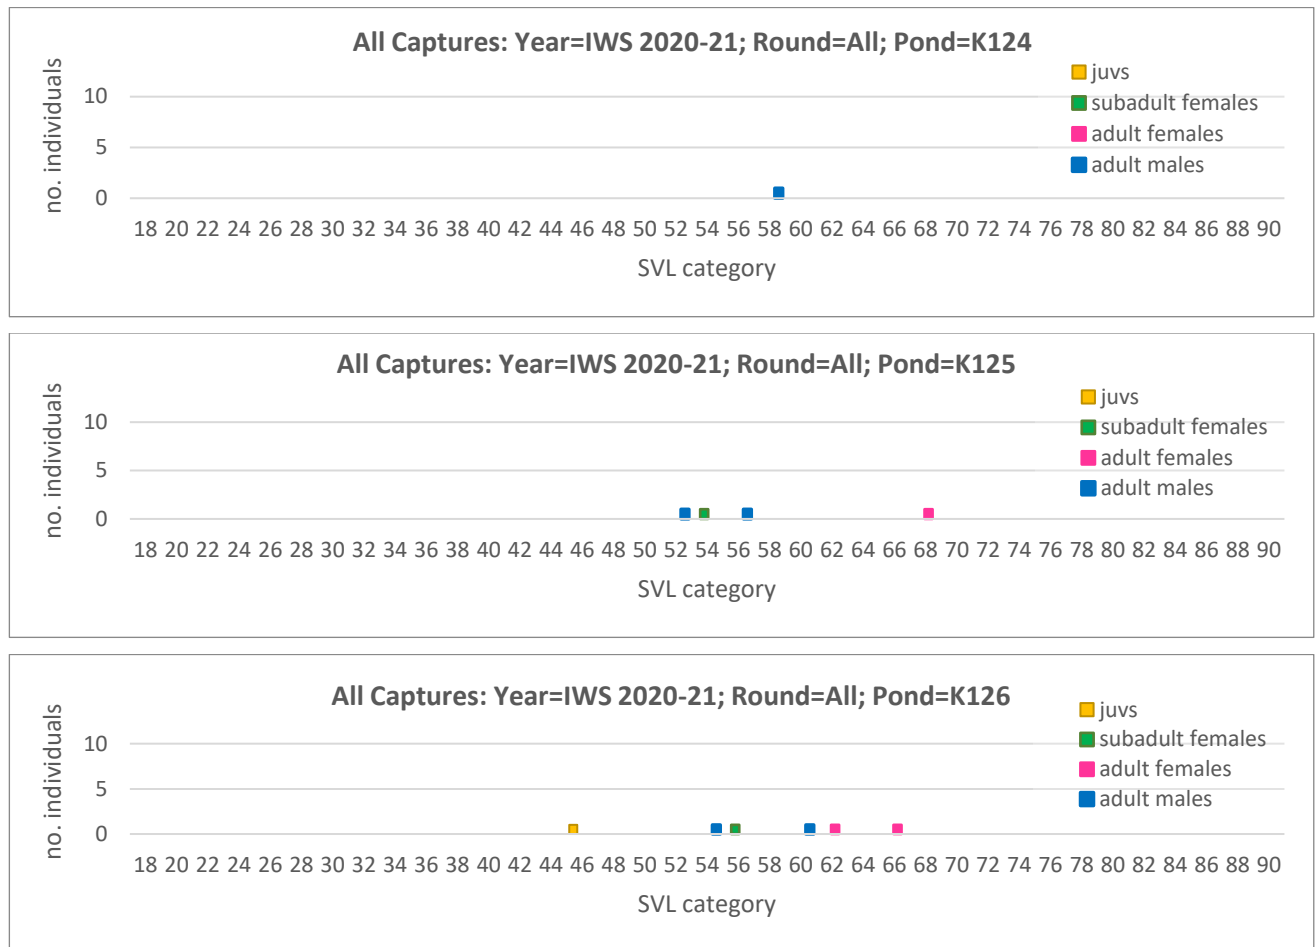 All Captures: Year=IWS 2020-21; Round=All; Pond=K124
no. individuals
10
5
0
juvs
subadult females
adult females
adult males
18 20 22 24 26 28 30 32 34 36 38 40 42 44 46 48 50 52 54 56 58 60 62 64 66 68 70 72 74 76 78 80 82 84 86 88 90
SVL category
All Captures: Year=IWS 2020-21; Round=All; Pond=K125
no. individuals
10
5
0
juvs
subadult females
adult females
adult males
18 20 22 24 26 28 30 32 34 36 38 40 42 44 46 48 50 52 54 56 58 60 62 64 66 68 70 72 74 76 78 80 82 84 86 88 90
SVL category
All Captures: Year=IWS 2020-21; Round=All; Pond=K126
no. individuals
10
5
0
juvs
subadult females
adult females
adult males
18 20 22 24 26 28 30 32 34 36 38 40 42 44 46 48 50 52 54 56 58 60 62 64 66 68 70 72 74 76 78 80 82 84 86 88 90
SVL category